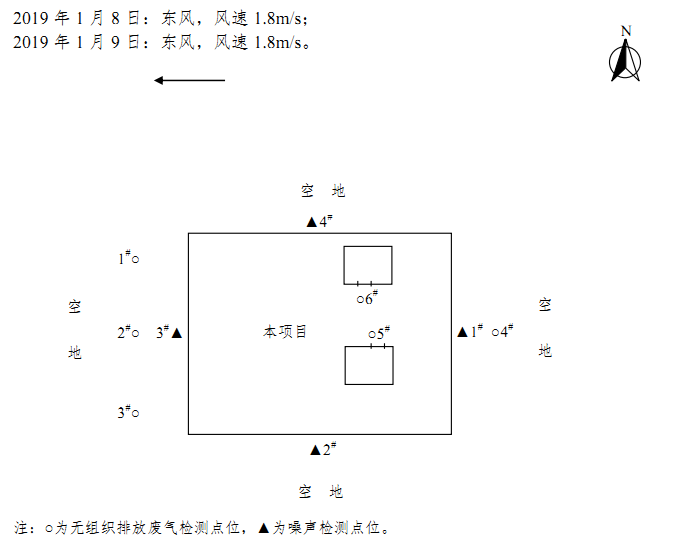 2019 年 1 月 8 日：东风，风速 1.8m/s；
2019 年 1 月 9 日：东风，风速 1.8m/s。
N
空 地
▲4#
1#○
○6#
空 地
空 地
2#○
3#▲
本项目
○5#
▲1#
○4#
3#○
▲2#
空 地
注：○为无组织排放废气检测点位，▲为噪声检测点位。